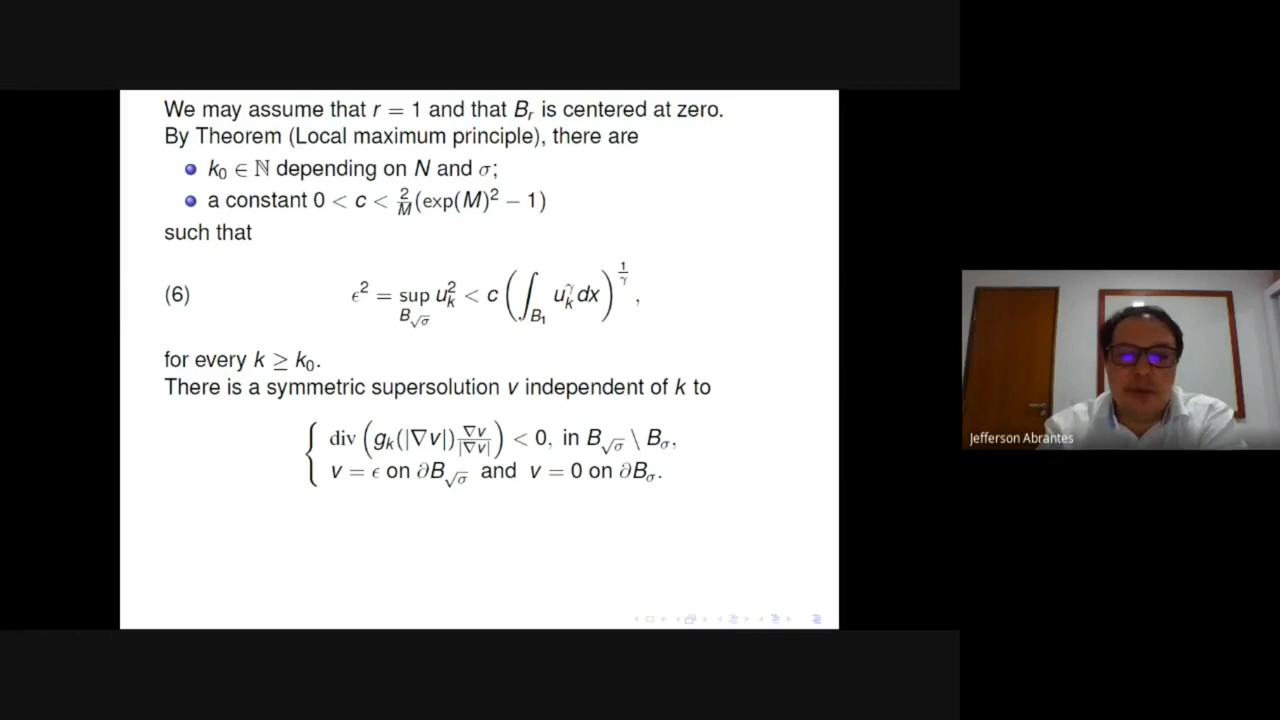 We may assume that r = 1 and that B_r is centered at zero.
By Theorem (Local maximum principle), there are
k_0 ∈ ℕ depending on N and σ;
a constant 0 < c < \frac{2}{M}(exp(M)^2 − 1)
such that
(6) ϵ^2 = \sup_{B_{\sqrt{σ}}} u_k^2 < c \left( \int_{B_1} u_k^γ dx \right)^{\frac{1}{γ}},
for every k ≥ k_0.
There is a symmetric supersolution v independent of k to
div ( g_k(|∇v|) \frac{∇v}{|∇v|} ) < 0, in B_{\sqrt{σ}} \ B_σ,
v = ϵ on ∂B_{\sqrt{σ}} and v = 0 on ∂B_σ.
Jefferson Abrantes